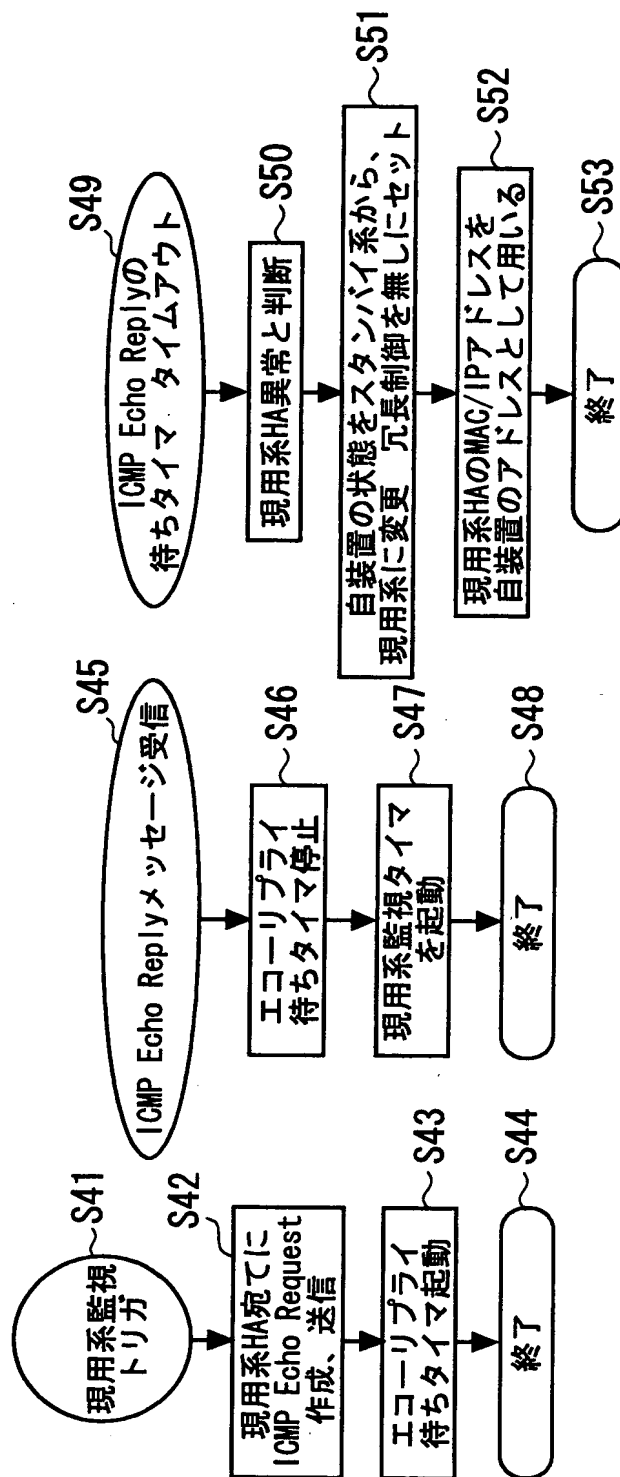 S41
現用系監視
トリガ
S42
現用系HA宛てに
ICMP Echo Request
作成、送信
S43
エコーリプライ
待ちタイマ起動
S44
終了
S45
ICMP Echo Replyメッセージ受信
S46
エコーリプライ
待ちタイマ停止
S47
現用系監視タイマ
を起動
S48
終了
S49
ICMP Echo Replyの
待ちタイマ タイムアウト
S50
現用系HA異常と判断
S51
自装置の状態をスタンバイ系から、
現用系に変更 冗長制御を無しにセット
S52
現用系HAのMAC/IPアドレスを
自装置のアドレスとして用いる
S53
終了